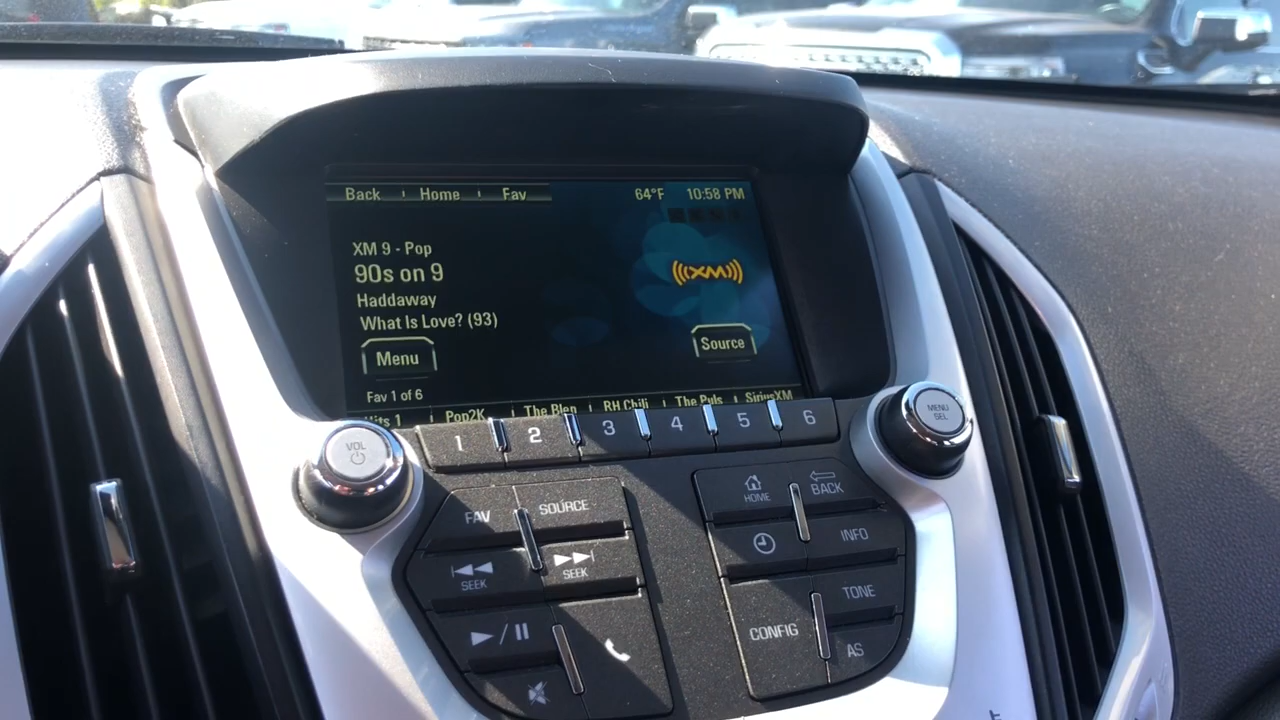 Back Home Fav 64°F 10:58 PM
XM 9 - Pop
90s on 9
((XM))
Haddaway
What Is Love? (93)
Menu Source
Fav 1 of 6
Pop2K The Blen RH Chili The Puls SiriusXM
1 2 3 4 5 6
VOL
MENU
SEL
FAV SOURCE
HOME BACK
SEEK SEEK
INFO
TONE
CONFIG
AS